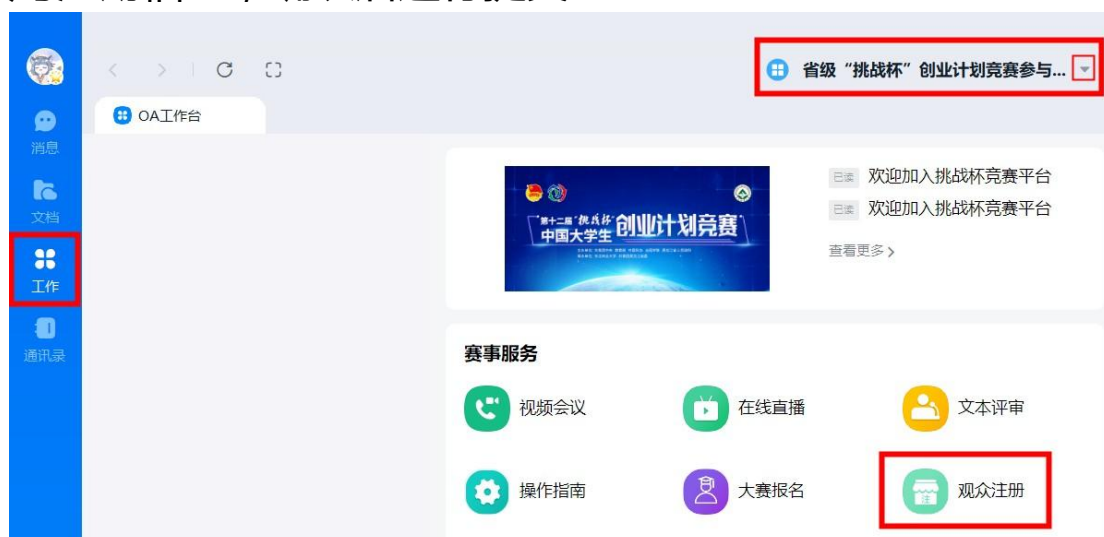 省级“挑战杯”创业计划竞赛参与...
OA工作台
消息
文档
工作
通讯录
第十二届“挑战杯”
中国大学生创业计划竞赛
已读 欢迎加入挑战杯竞赛平台
已读 欢迎加入挑战杯竞赛平台
查看更多
赛事服务
视频会议 在线直播 文本评审
操作指南 大赛报名 注 观众注册